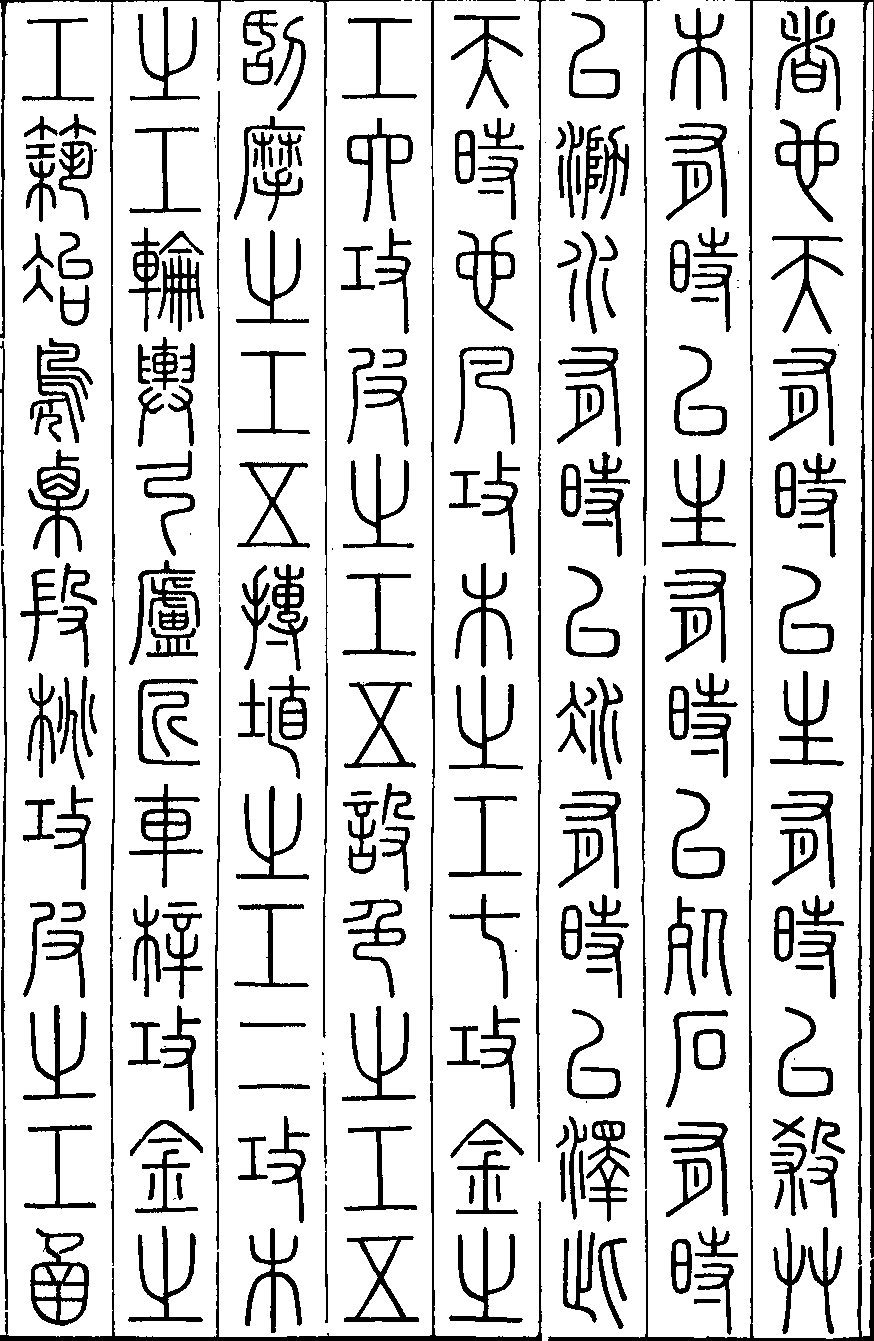 者也天有時以生有時以殺艸
木有時以生有時以死石有時
以泐水有時以冰有時以澤此
天時也凡攻木之工七攻金之
工六攻皮之工五設色之工五
刮摩之工五摶埴之工二攻木
之工輪輿弓廬匠車梓攻金之
工築冶鳧㮚段桃攻皮之工函